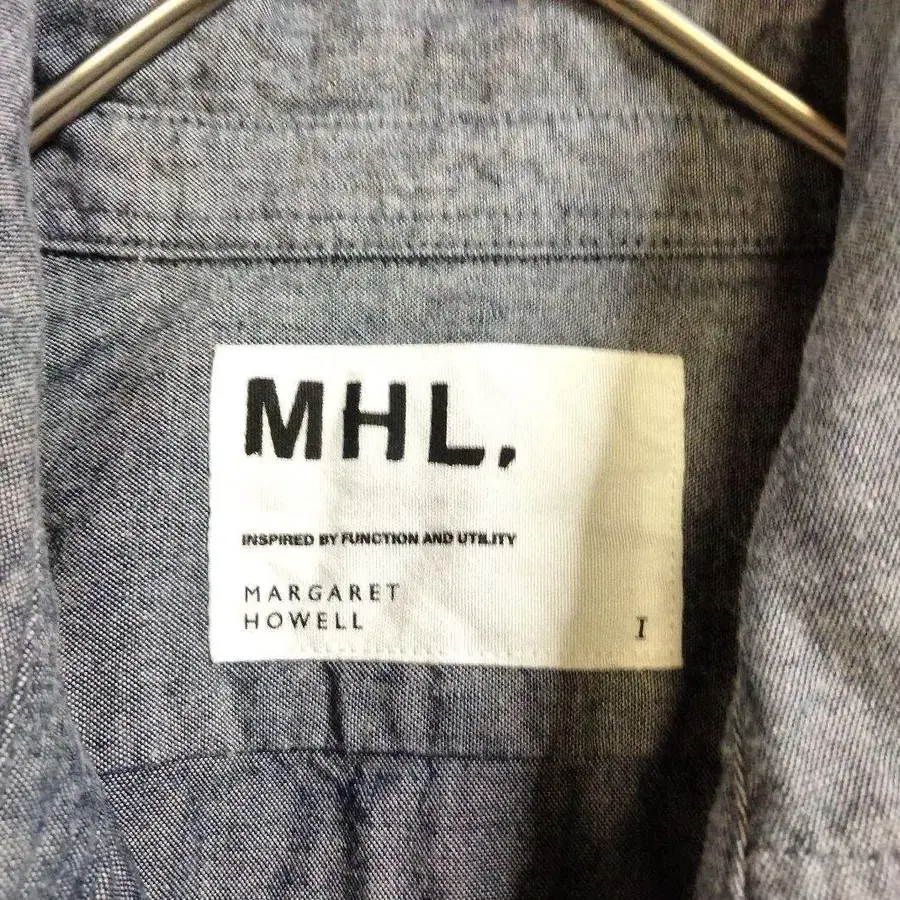 MHL.
INSPIRED BY FUNCTION AND UTILITY
MARGARET
HOWELL
I